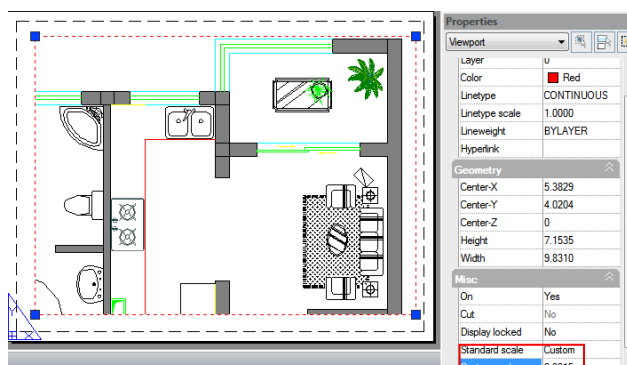 Properties
Viewport
Layer 0
Color Red
Linetype CONTINUOUS
Linetype scale 1.0000
Lineweight BYLAYER
Hyperlink
Geometry
Center-X 5.3829
Center-Y 4.0204
Center-Z 0
Height 7.1535
Width 9.8310
Misc
On Yes
Cut No
Display locked No
Standard scale Custom